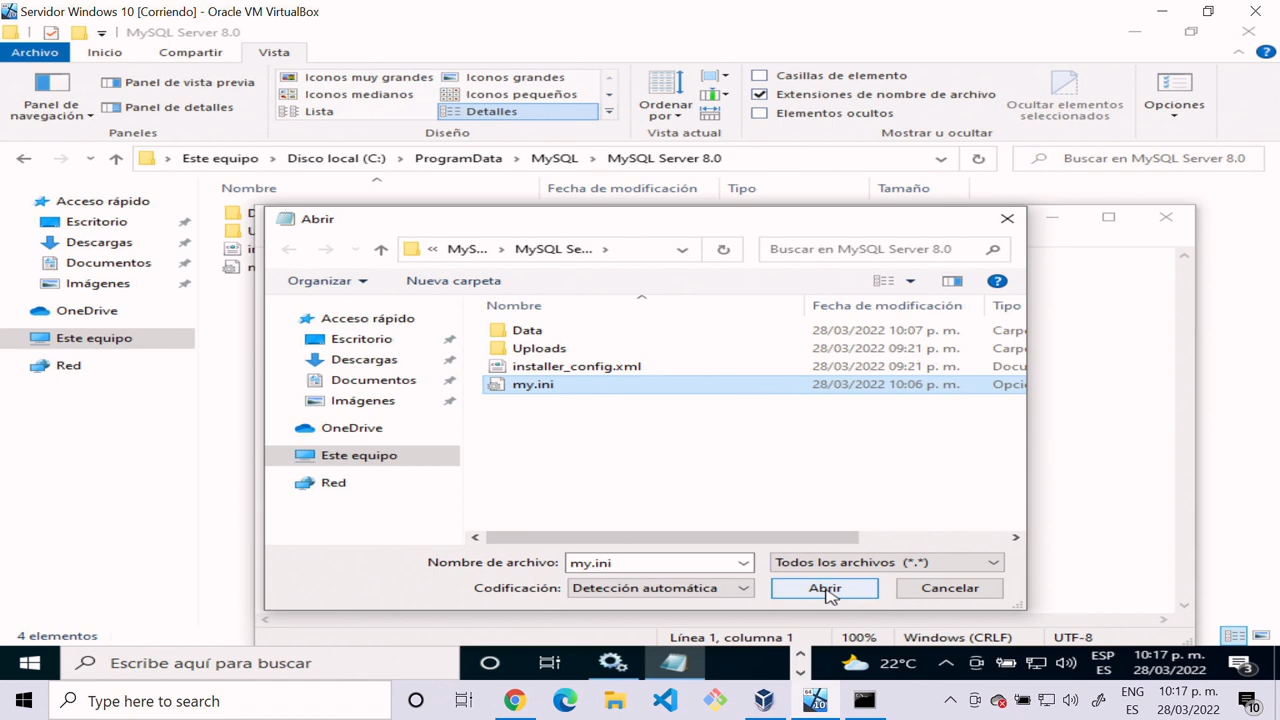 Servidor Windows 10 [Corriendo] - Oracle VM VirtualBox
MySQL Server 8.0
Archivo Inicio Compartir Vista
Panel de navegación
Panel de vista previa
Panel de detalles
Paneles
Iconos muy grandes Iconos grandes
Iconos medianos Iconos pequeños
Lista Detalles
Diseño
Ordenar por
Vista actual
Casillas de elemento
Extensiones de nombre de archivo
Elementos ocultos
Ocultar elementos seleccionados
Mostrar u ocultar
Opciones
Este equipo > Disco local (C:) > ProgramData > MySQL > MySQL Server 8.0
Buscar en MySQL Server 8.0
Nombre Fecha de modificación Tipo Tamaño
Acceso rápido
Escritorio
Descargas
Documentos
Imágenes
OneDrive
Este equipo
Red
Abrir
« MyS... > MySQL Se... >
Buscar en MySQL Server 8.0
Organizar Nueva carpeta
Acceso rápido
Escritorio
Descargas
Documentos
Imágenes
OneDrive
Este equipo
Red
Nombre Fecha de modificación Tipo
Data 28/03/2022 10:07 p. m. Carp
Uploads 28/03/2022 09:21 p. m. Carp
installer_config.xml 28/03/2022 09:21 p. m. Docu
my.ini 28/03/2022 10:06 p. m. Opci
Nombre de archivo: my.ini Todos los archivos (*.*)
Codificación: Detección automática Abrir Cancelar
4 elementos
Línea 1, columna 1 100% Windows (CRLF) UTF-8
Escribe aquí para buscar
22°C
ESP
ES
10:17 p. m.
28/03/2022
3
Type here to search
64
10
ENG
ES
10:17 p. m.
28/03/2022
10